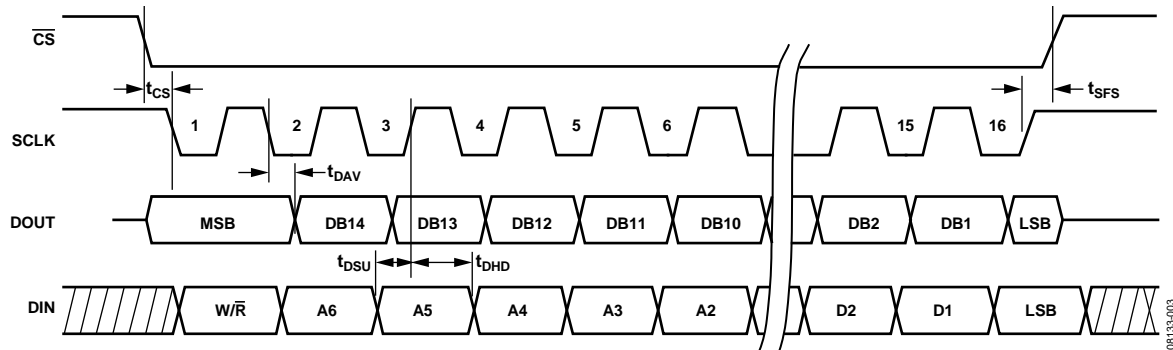 CS
tCS
tSFS
SCLK
1 2 3 4 5 6 15 16
tDAV
DOUT
MSB DB14 DB13 DB12 DB11 DB10 DB2 DB1 LSB
tDSU tDHD
DIN
W/R A6 A5 A4 A3 A2 D2 D1 LSB
08133-003